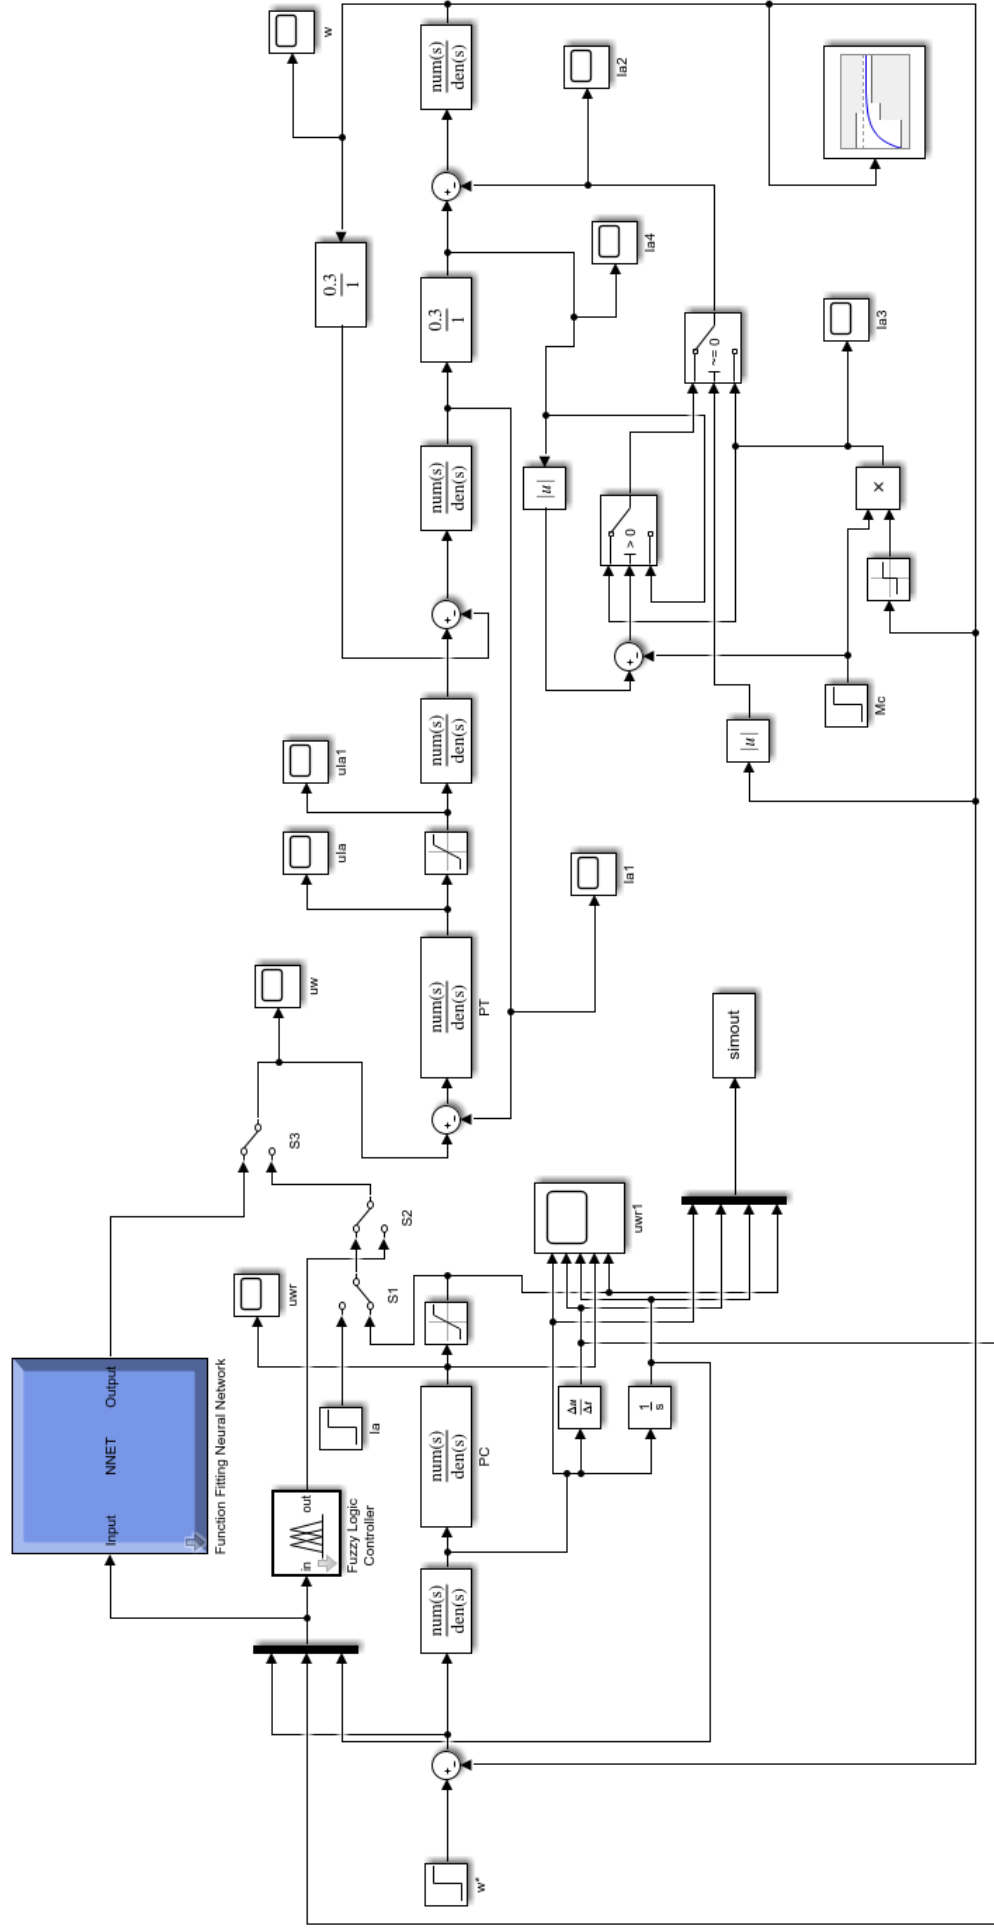 Input NNET Output
Function Fitting Neural Network
uwr
uw
S3
uIa
uIa1
w
in out
Fuzzy Logic
Controller
Ia
S1
S2
0.3
1
w*
+-
num(s)
den(s)
num(s)
den(s)
PC
+-
num(s)
den(s)
PT
num(s)
den(s)
+-
num(s)
den(s)
0.3
1
+-
num(s)
den(s)
Δu
Δt
1
s
uwr1
Ia1
|u|
Ia4
Ia2
+-
> 0
~= 0
simout
|u|
Mc
×
Ia3